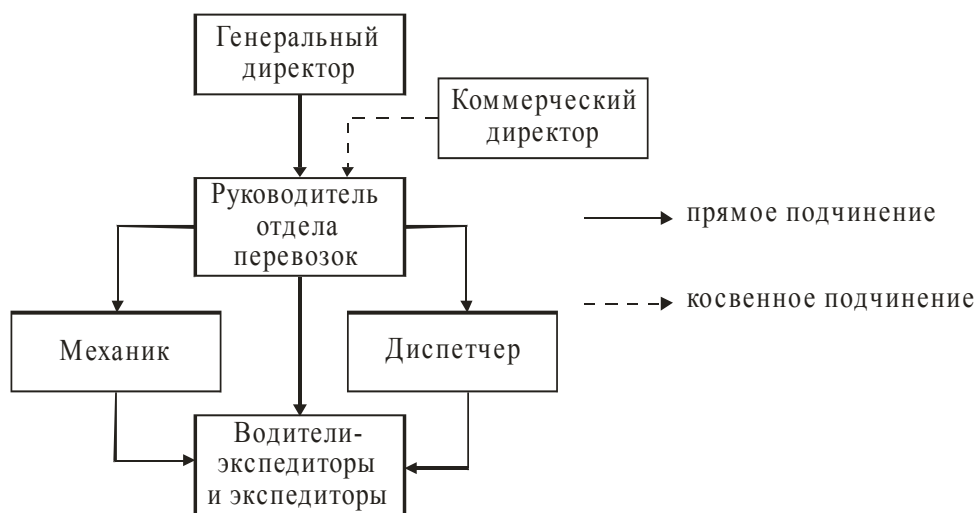 Генеральный
директор
Коммерческий
директор
Руководитель
отдела
перевозок
прямое подчинение
косвенное подчинение
Механик
Диспетчер
Водители-
экспедиторы
и экспедиторы